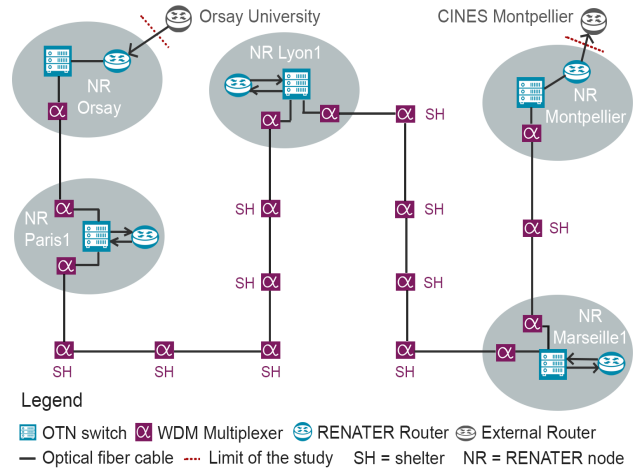 Orsay University
CINES Montpellier
NR
Orsay
NR Lyon1
NR
Montpellier
α
α
α
α
SH
α
α
NR
Paris1
SH
α
α
SH
α
SH
α
SH
α
α
SH
α
NR
Marseille1
α
SH
α
SH
α
SH
α
SH
α
Legend
OTN switch
α WDM Multiplexer
RENATER Router
External Router
Optical fiber cable
Limit of the study
SH = shelter
NR = RENATER node